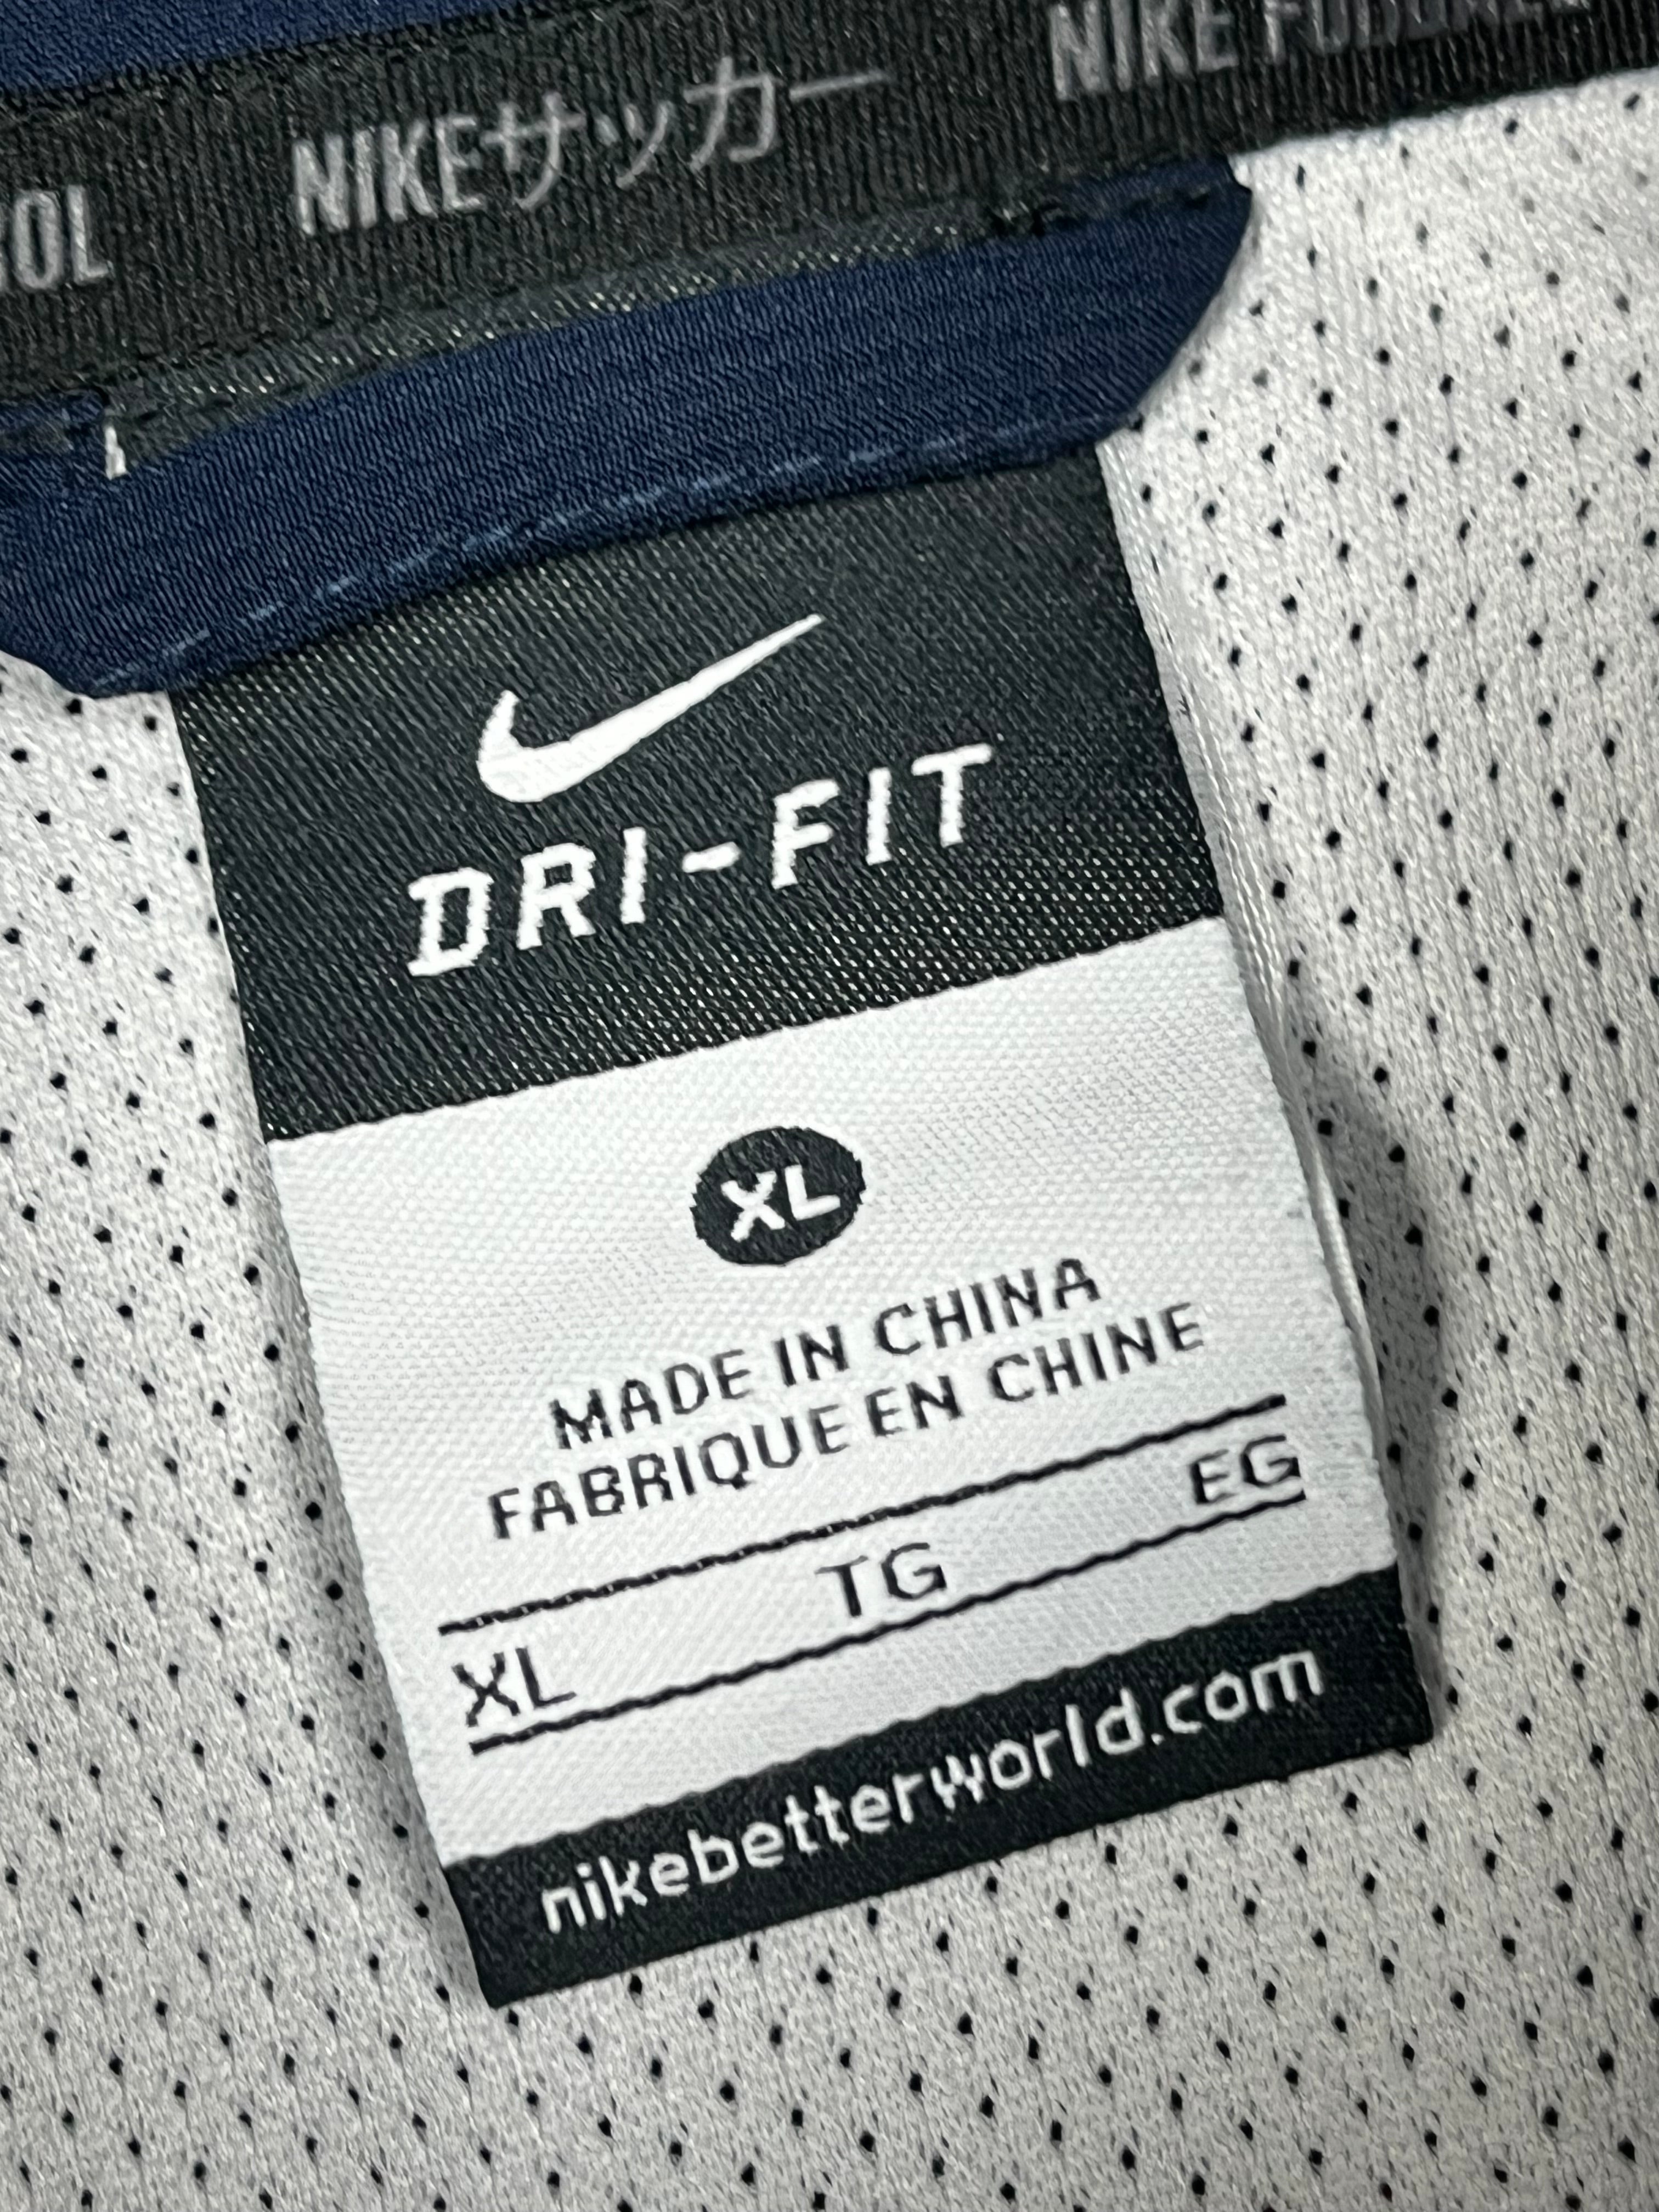 NIKEサッカー
DRI-FIT
XL
MADE IN CHINA
FABRIQUE EN CHINE
XL TG EG
nikebetterworld.com